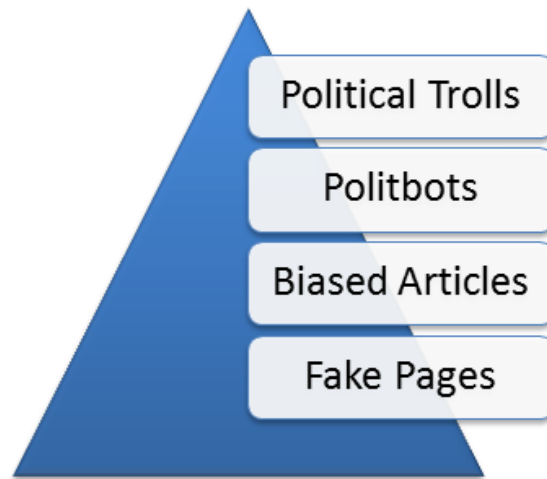 Political Trolls
Politbots
Biased Articles
Fake Pages